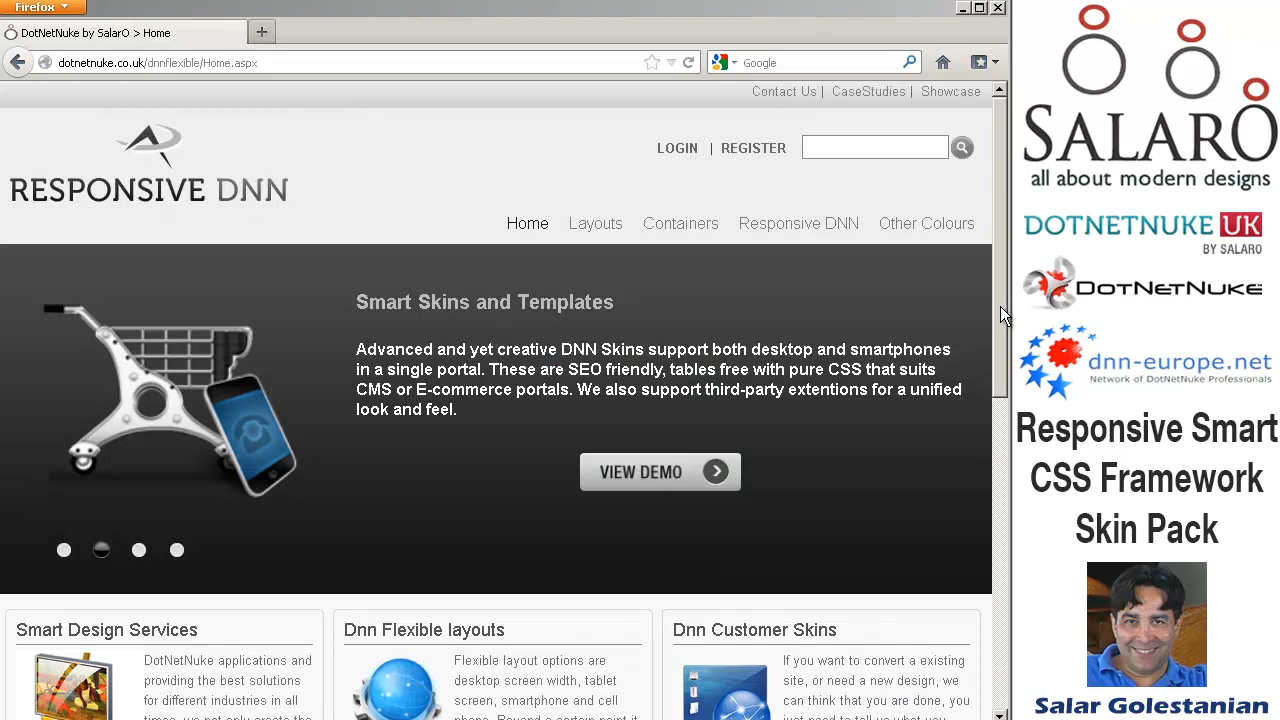 Firefox
DotNetNuke by SalarO > Home
dotnetnuke.co.uk/dnnflexible/Home.aspx
Google
Contact Us | CaseStudies | Showcase
LOGIN | REGISTER
RESPONSIVE DNN
Home Layouts Containers Responsive DNN Other Colours
Smart Skins and Templates
Advanced and yet creative DNN Skins support both desktop and smartphones
in a single portal. These are SEO friendly, tables free with pure CSS that suits
CMS or E-commerce portals. We also support third-party extentions for a unified
look and feel.
VIEW DEMO
Smart Design Services
DotNetNuke applications and
providing the best solutions
for different industries in all
Dnn Flexible layouts
Flexible layout options are
desktop screen width, tablet
screen, smartphone and cell
Dnn Customer Skins
If you want to convert a existing
site, or need a new design, we
can think that you are done, you
SALARO
all about modern designs
DOTNETNUKE UK
BY SALARO
DOTNETNUKE
dnn-europe.net
Network of DotNetNuke Professionals
Responsive Smart
CSS Framework
Skin Pack
Salar Golestanian